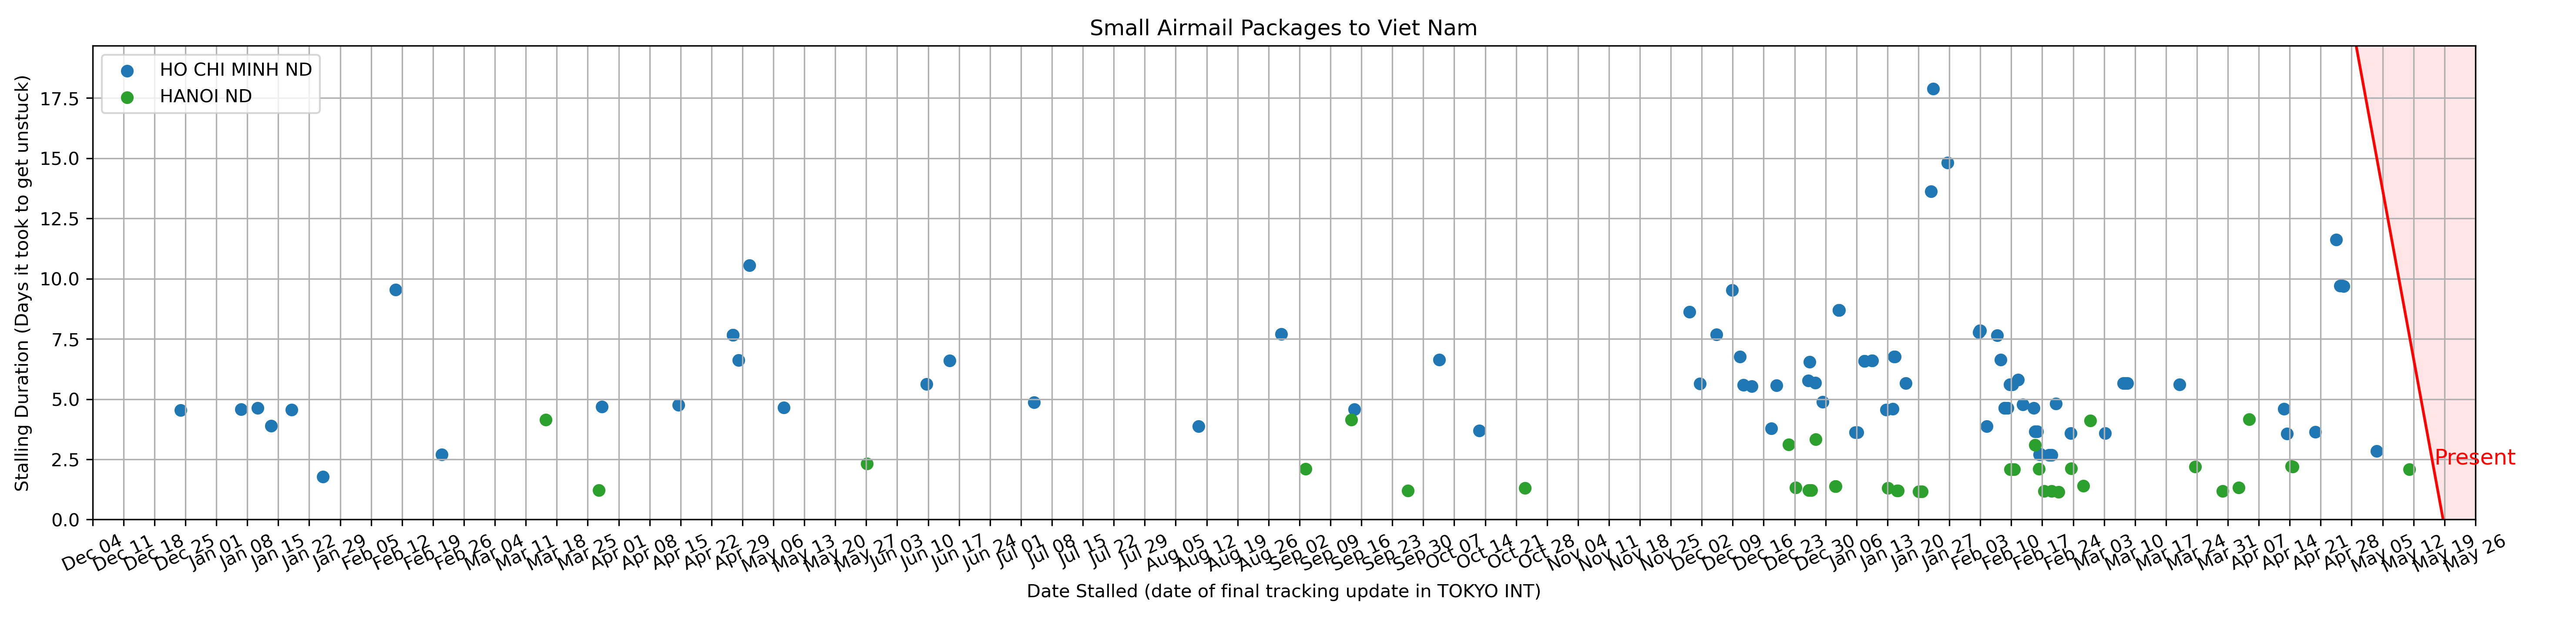 Small Airmail Packages to Viet Nam
HO CHI MINH ND
HANOI ND
Stalling Duration (Days it took to get unstuck)
17.5
15.0
12.5
10.0
7.5
5.0
2.5
0.0
Present
Dec 04 Dec 11 Dec 18 Dec 25 Jan 01 Jan 08 Jan 15 Jan 22 Jan 29 Feb 05 Feb 12 Feb 19 Feb 26 Mar 04 Mar 11 Mar 18 Mar 25 Apr 01 Apr 08 Apr 15 Apr 22 Apr 29 May 06 May 13 May 20 May 27 Jun 03 Jun 10 Jun 17 Jun 24 Jul 01 Jul 08 Jul 15 Jul 22 Jul 29 Aug 05 Aug 12 Aug 19 Aug 26 Sep 02 Sep 09 Sep 16 Sep 23 Sep 30 Oct 07 Oct 14 Oct 21 Oct 28 Nov 04 Nov 11 Nov 18 Nov 25 Dec 02 Dec 09 Dec 16 Dec 23 Dec 30 Jan 06 Jan 13 Jan 20 Jan 27 Feb 03 Feb 10 Feb 17 Feb 24 Mar 03 Mar 10 Mar 17 Mar 24 Mar 31 Apr 07 Apr 14 Apr 21 Apr 28 May 05 May 12 May 19 May 26
Date Stalled (date of final tracking update in TOKYO INT)